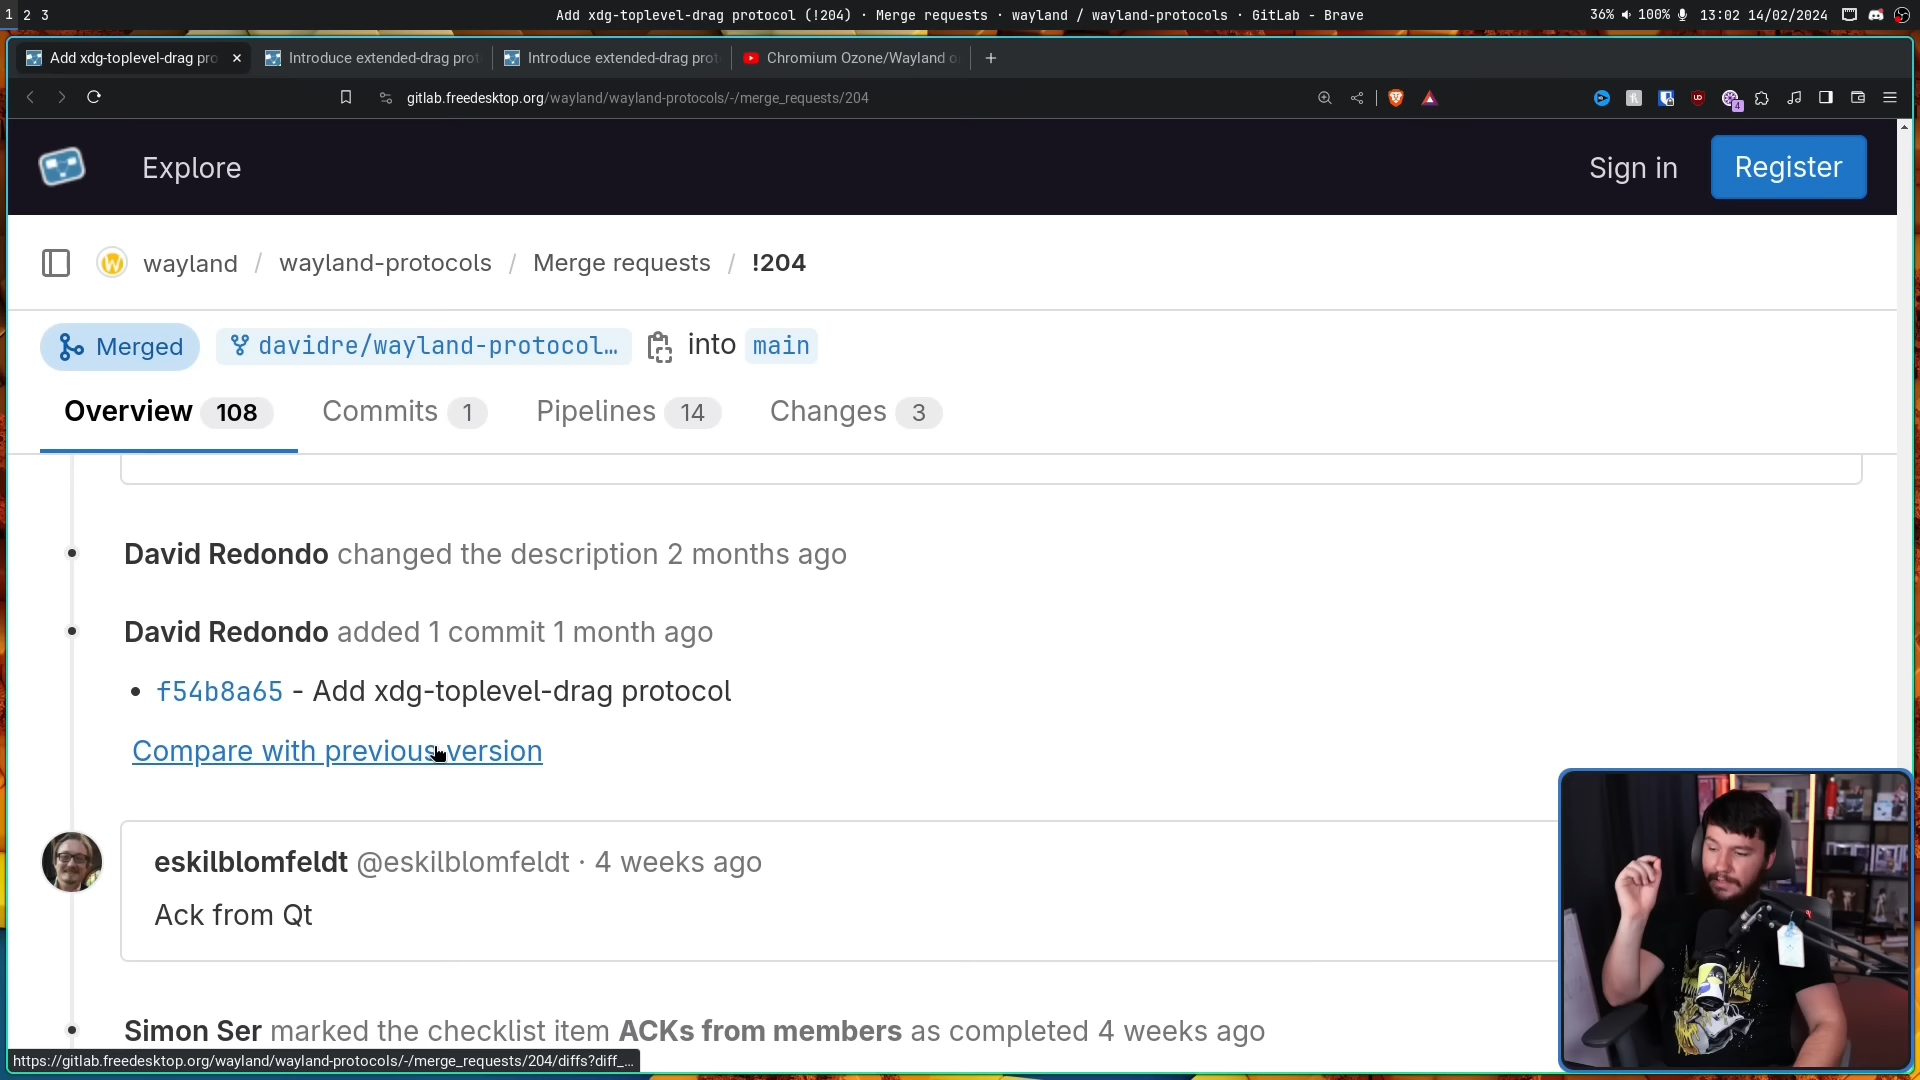 1 2 3
Add xdg-toplevel-drag protocol (!204) · Merge requests · wayland / wayland-protocols · GitLab - Brave
36% 100% 13:02 14/02/2024
Add xdg-toplevel-drag pro
Introduce extended-drag prot
Introduce extended-drag prot
Chromium Ozone/Wayland o
gitlab.freedesktop.org/wayland/wayland-protocols/-/merge_requests/204
4
Explore
Sign in
Register
wayland / wayland-protocols / Merge requests / !204
Merged davidre/wayland-protocol… into main
Overview 108 Commits 1 Pipelines 14 Changes 3
David Redondo changed the description 2 months ago
David Redondo added 1 commit 1 month ago
• f54b8a65 - Add xdg-toplevel-drag protocol
Compare with previous version
eskilblomfeldt @eskilblomfeldt · 4 weeks ago
Ack from Qt
Simon Ser marked the checklist item ACKs from members as completed 4 weeks ago
https://gitlab.freedesktop.org/wayland/wayland-protocols/-/merge_requests/204/diffs?diff_…